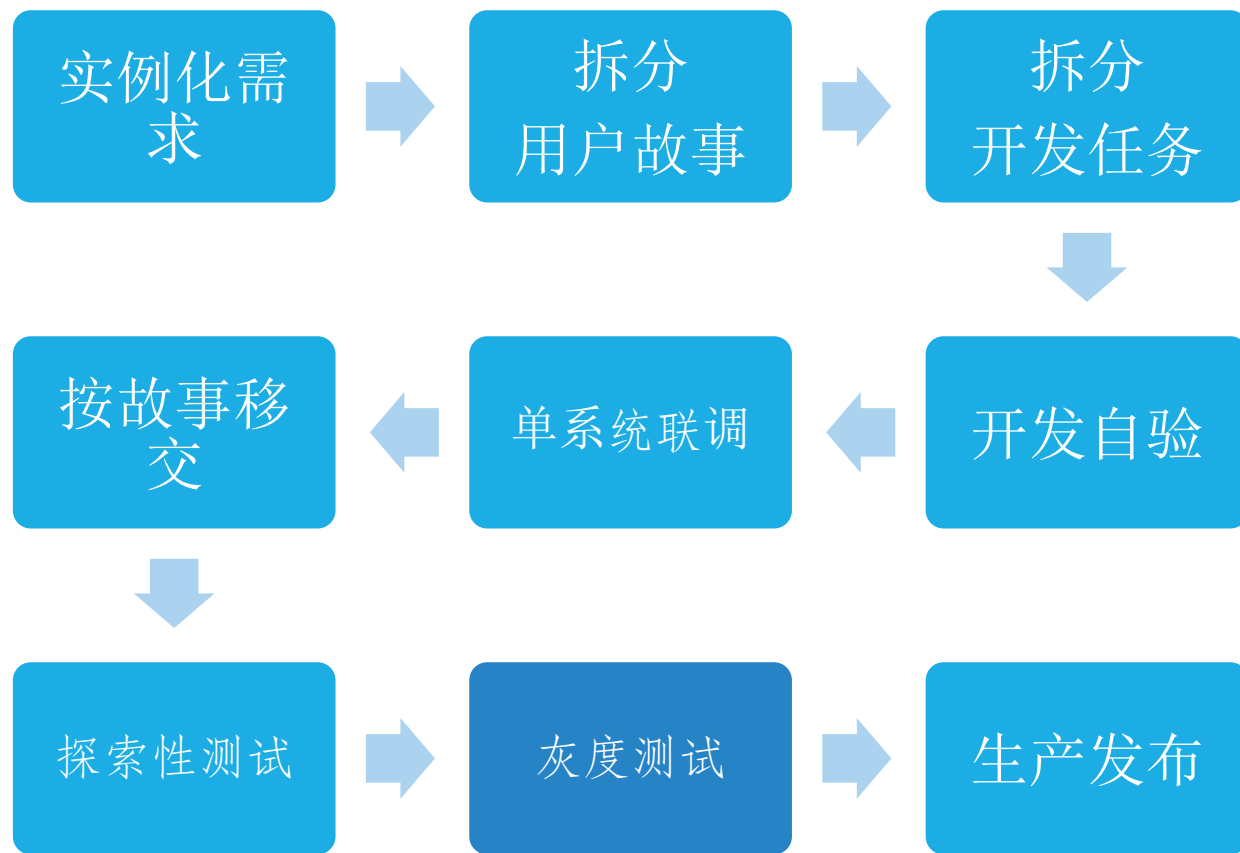 实例化需
求
拆分
用户故事
拆分
开发任务
按故事移
交
单系统联调
开发自验
探索性测试
灰度测试
生产发布